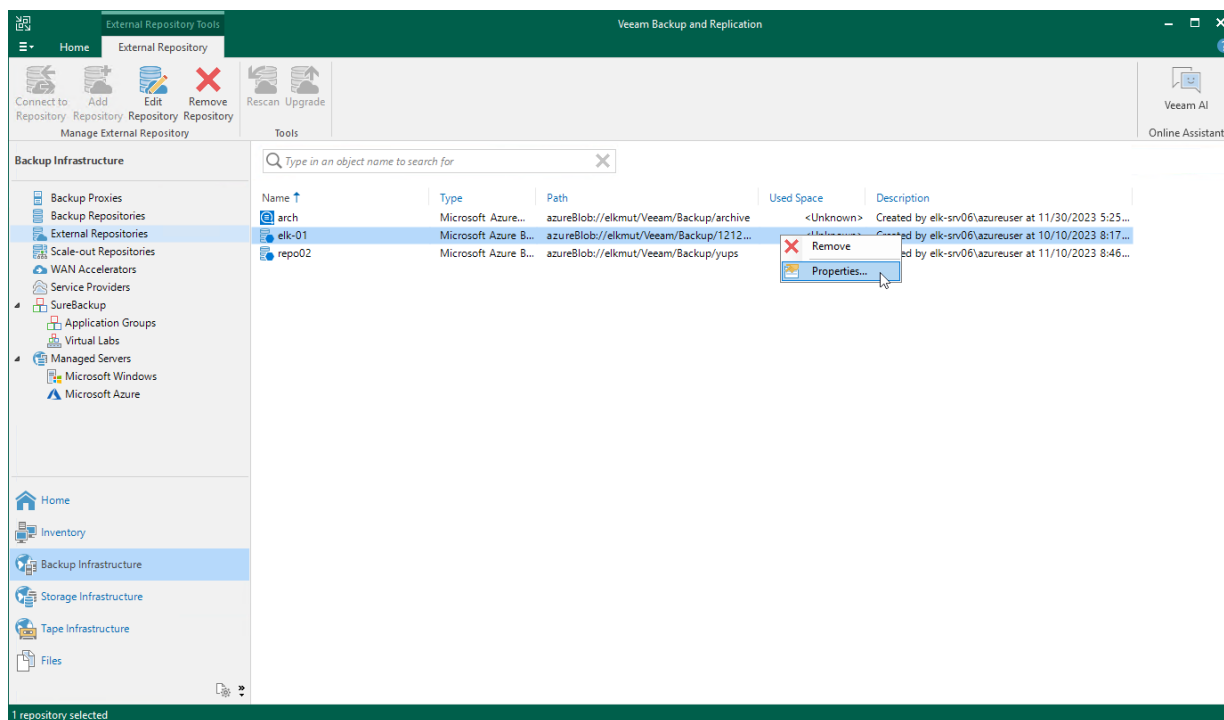 External Repository Tools
Veeam Backup and Replication
Home
External Repository
Connect to Repository
Add Repository
Edit Repository
Remove Repository
Manage External Repository
Rescan
Upgrade
Tools
Veeam AI
Online Assistant
Backup Infrastructure
Type in an object name to search for
Backup Proxies
Backup Repositories
External Repositories
Scale-out Repositories
WAN Accelerators
Service Providers
SureBackup
Application Groups
Virtual Labs
Managed Servers
Microsoft Windows
Microsoft Azure
Name Type Path Used Space Description
arch Microsoft Azure... azureBlob://elkmut/Veeam/Backup/archive <Unknown> Created by elk-srv06\azureuser at 11/30/2023 5:25...
elk-01 Microsoft Azure B... azureBlob://elkmut/Veeam/Backup/1212... <Unknown> Created by elk-srv06\azureuser at 10/10/2023 8:17...
repo02 Microsoft Azure B... azureBlob://elkmut/Veeam/Backup/yups ed by elk-srv06\azureuser at 11/10/2023 8:46...
Remove
Properties...
Home
Inventory
Backup Infrastructure
Storage Infrastructure
Tape Infrastructure
Files
1 repository selected